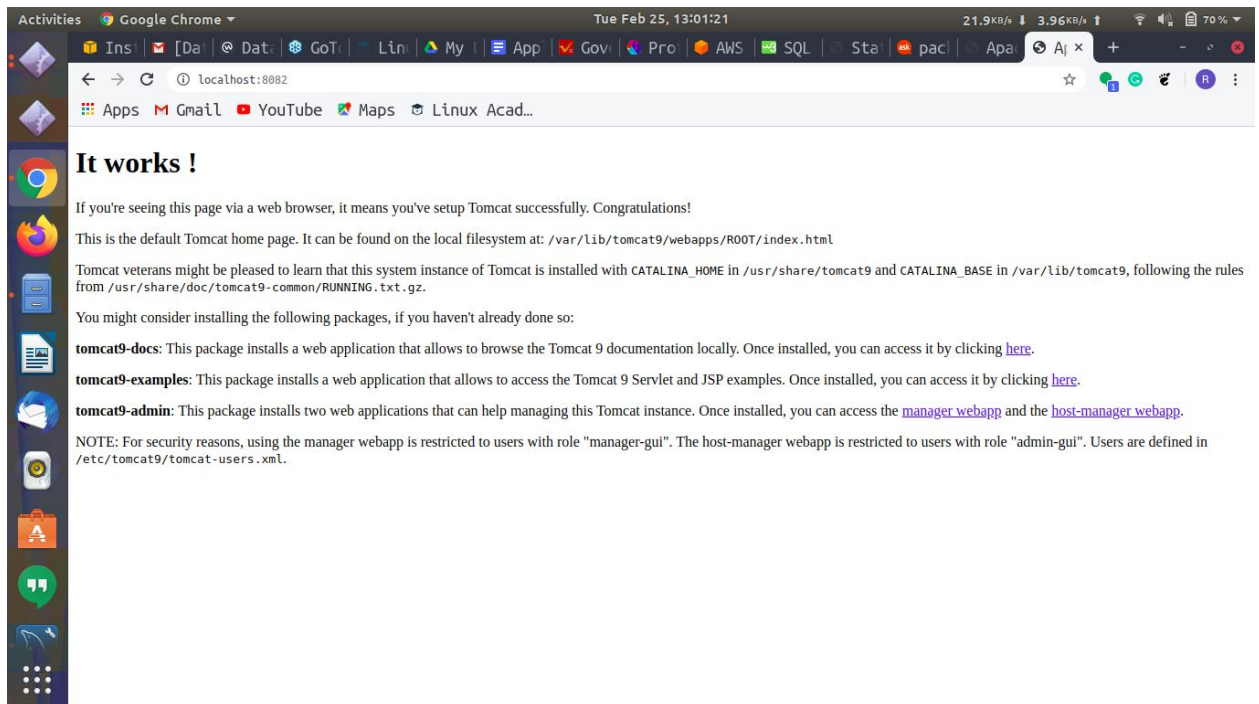 Activities Google Chrome Tue Feb 25, 13:01:21 21.9KB/s 3.96KB/s 70%
Inst [Dat Data GoTo Linu My App Gove Prot AWS SQL Stat pack Apac Ap
localhost:8082
Apps Gmail YouTube Maps Linux Acad…
It works !
If you're seeing this page via a web browser, it means you've setup Tomcat successfully. Congratulations!
This is the default Tomcat home page. It can be found on the local filesystem at: /var/lib/tomcat9/webapps/ROOT/index.html
Tomcat veterans might be pleased to learn that this system instance of Tomcat is installed with CATALINA_HOME in /usr/share/tomcat9 and CATALINA_BASE in /var/lib/tomcat9, following the rules
from /usr/share/doc/tomcat9-common/RUNNING.txt.gz.
You might consider installing the following packages, if you haven't already done so:
tomcat9-docs: This package installs a web application that allows to browse the Tomcat 9 documentation locally. Once installed, you can access it by clicking here.
tomcat9-examples: This package installs a web application that allows to access the Tomcat 9 Servlet and JSP examples. Once installed, you can access it by clicking here.
tomcat9-admin: This package installs two web applications that can help managing this Tomcat instance. Once installed, you can access the manager webapp and the host-manager webapp.
NOTE: For security reasons, using the manager webapp is restricted to users with role "manager-gui". The host-manager webapp is restricted to users with role "admin-gui". Users are defined in
/etc/tomcat9/tomcat-users.xml.